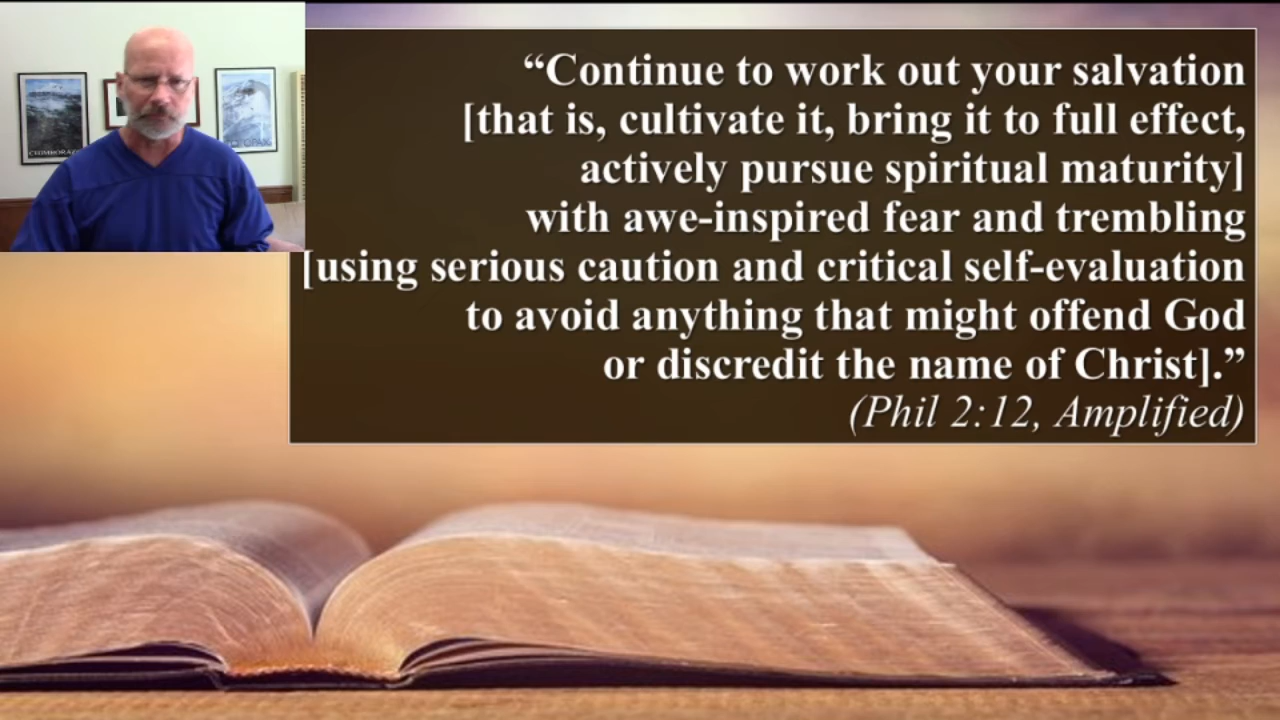 CHIMBORAZO
“Continue to work out your salvation
[that is, cultivate it, bring it to full effect,
actively pursue spiritual maturity]
with awe-inspired fear and trembling
[using serious caution and critical self-evaluation
to avoid anything that might offend God
or discredit the name of Christ].”
(Phil 2:12, Amplified)